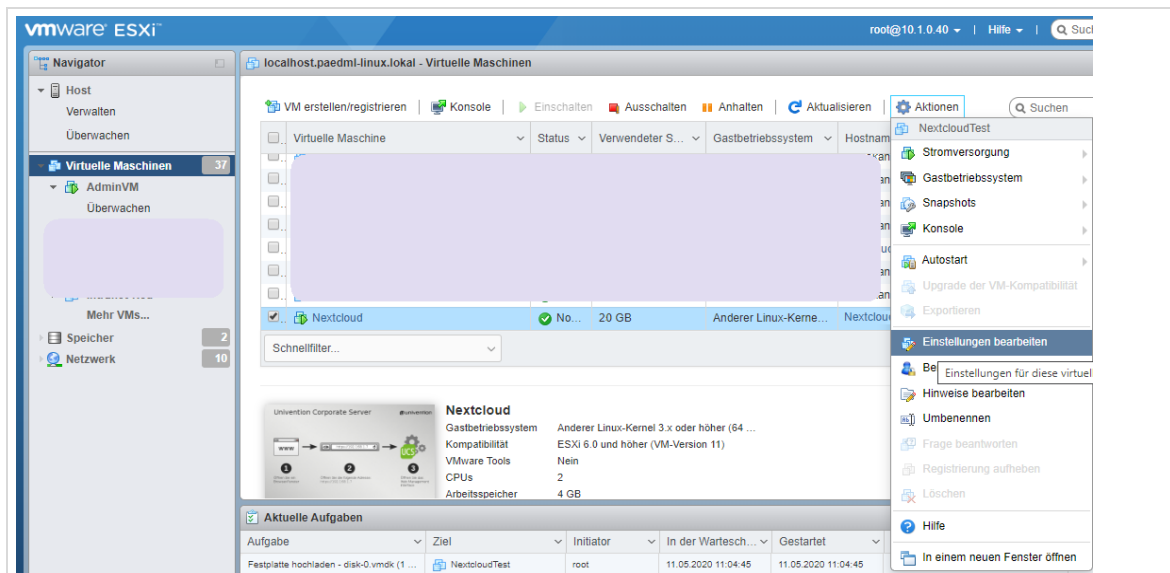 vmware ESXi™
root@10.1.0.40 | Hilfe |
Navigator
Host
Verwalten
Überwachen
Virtuelle Maschinen 37
AdminVM
Überwachen
Mehr VMs...
Speicher 2
Netzwerk 10
localhost.paedml-linux.lokal - Virtuelle Maschinen
VM erstellen/registrieren | Konsole | Einschalten Ausschalten Anhalten | Aktualisieren | Aktionen
Suchen
Virtuelle Maschine Status Verwendeter S... Gastbetriebssystem
Nextcloud No... 20 GB Anderer Linux-Kerne...
Schnellfilter...
Univention Corporate Server univention
www
UCS
1 2 3
Nextcloud
Gastbetriebssystem Anderer Linux-Kernel 3.x oder höher (64 ...
Kompatibilität ESXi 6.0 und höher (VM-Version 11)
VMware Tools Nein
CPUs 2
Arbeitsspeicher 4 GB
NextcloudTest
Stromversorgung
Gastbetriebssystem
Snapshots
Konsole
Autostart
Upgrade der VM-Kompatibilität
Exportieren
Einstellungen bearbeiten
Einstellungen für diese
Hinweise bearbeiten
Umbenennen
Frage beantworten
Registrierung aufheben
Löschen
Hilfe
In einem neuen Fenster öffnen
Aktuelle Aufgaben
Aufgabe Ziel Initiator In der Wartesch... Gestartet
Festplatte hochladen - disk-0.vmdk (1 ... NextcloudTest root 11.05.2020 11:04:45 11.05.2020 11:04:45